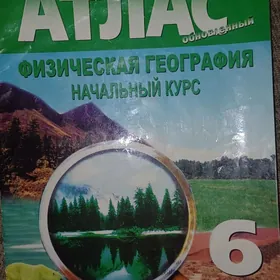 АТЛАС
обновленный
ФИЗИЧЕСКАЯ ГЕОГРАФИЯ
НАЧАЛЬНЫЙ КУРС
6